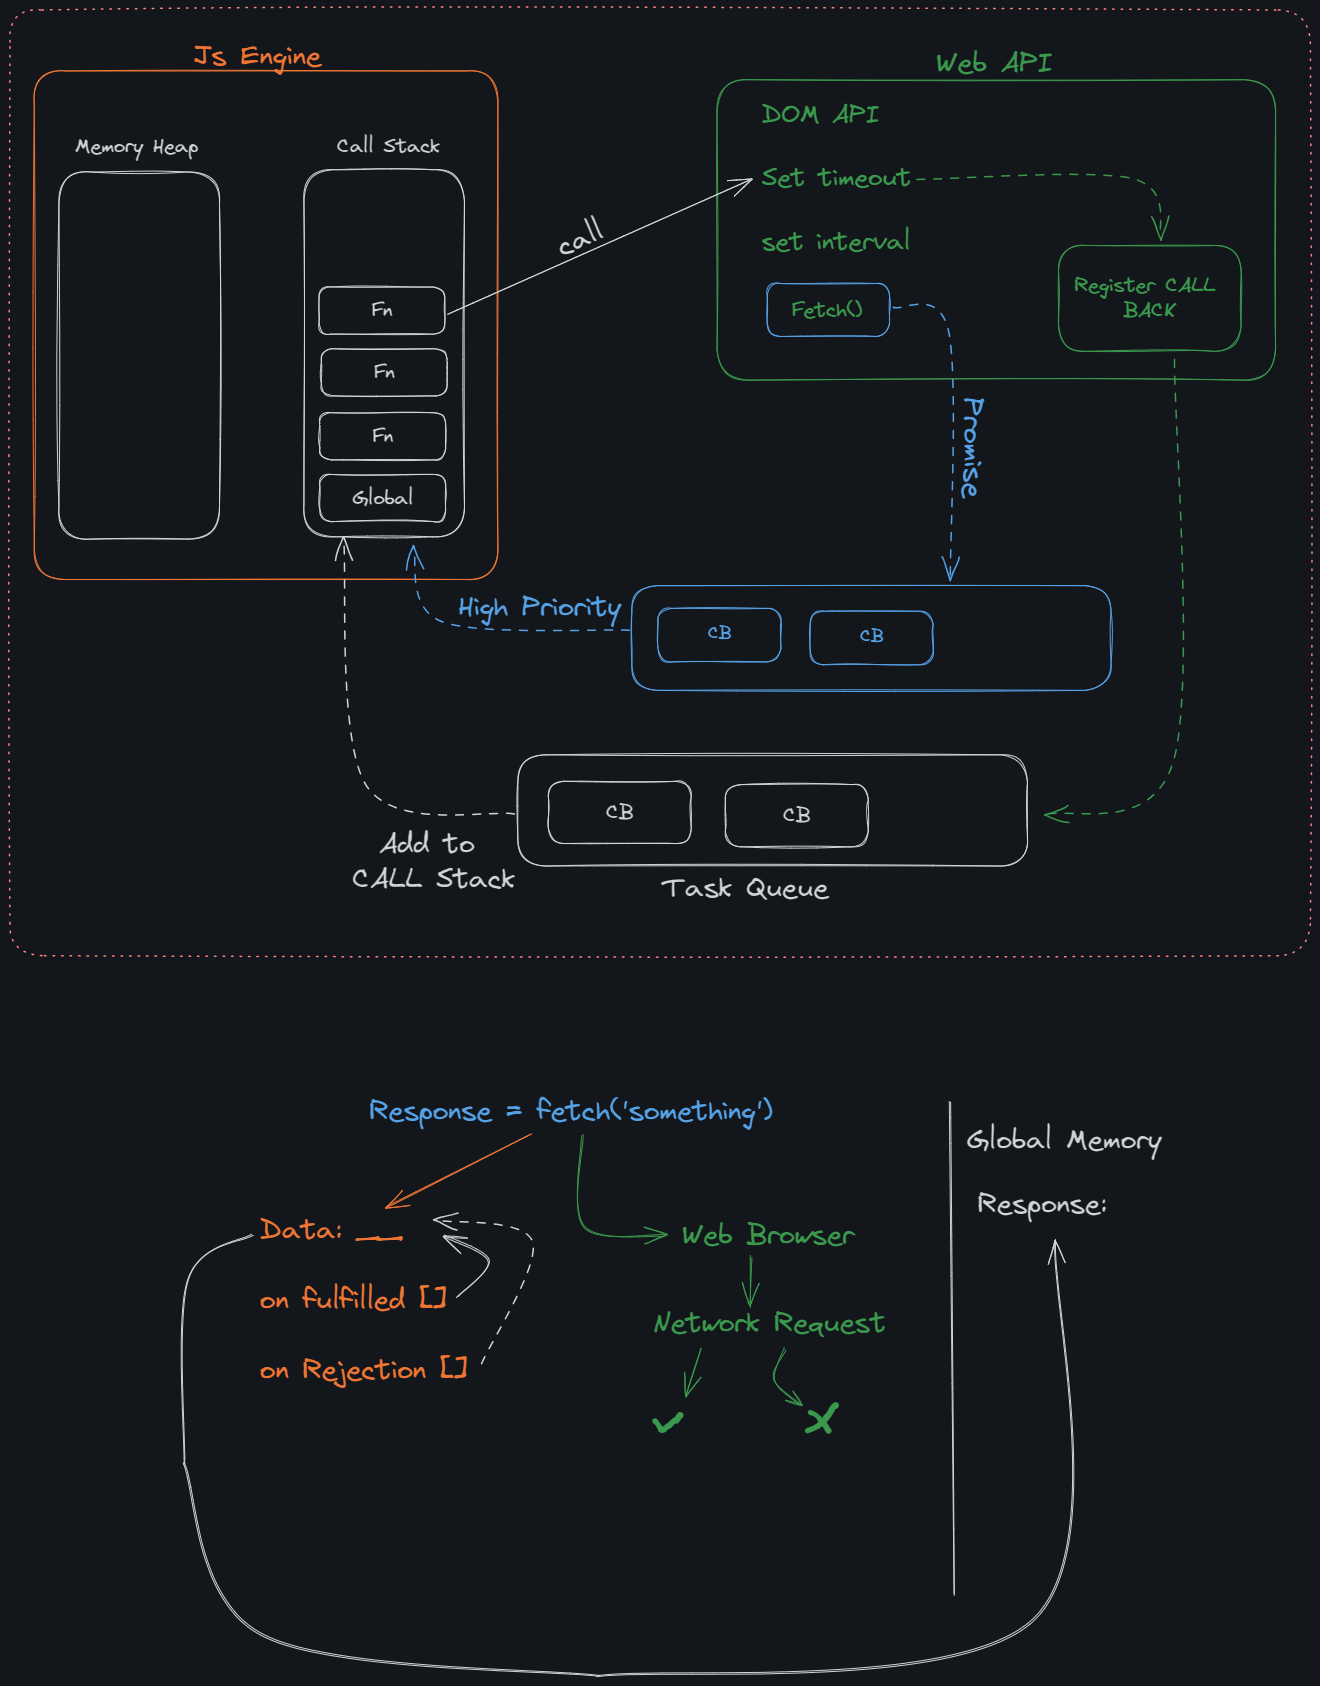 Js Engine
Memory Heap
Call Stack
Fn
Fn
Fn
Global
call
Web API
DOM API
Set timeout
set interval
Fetch()
Register CALL
BACK
Promise
High Priority
CB
CB
CB
CB
Add to
CALL Stack
Task Queue
Response = fetch('something')
Data: __
on fulfilled []
on Rejection []
Web Browser
Network Request
Global Memory
Response: